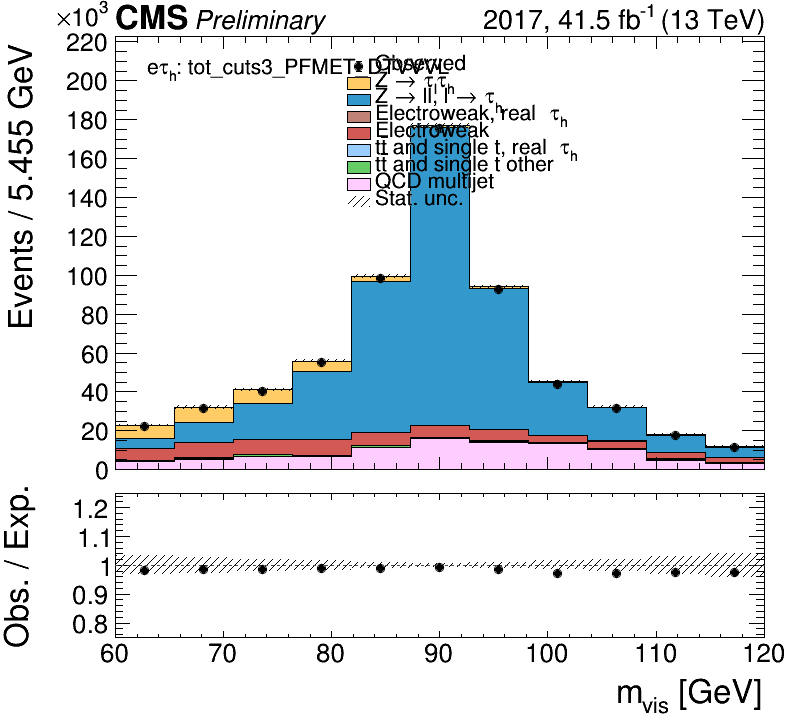 ×10³ CMS Preliminary 2017, 41.5 fb⁻¹ (13 TeV)
Events / 5.455 GeV
220
200
180
160
140
120
100
80
60
40
20
0
eτₕ: tot_cuts3_PFMET
Observed
Z → ττₕ
Z → ll, l → τₕ
Electroweak, real τₕ
Electroweak
tt̄ and single t, real τₕ
tt̄ and single t other
QCD multijet
Stat. unc.
Obs. / Exp.
1.2
1.1
1
0.9
0.8
60 70 80 90 100 110 120
m_vis [GeV]